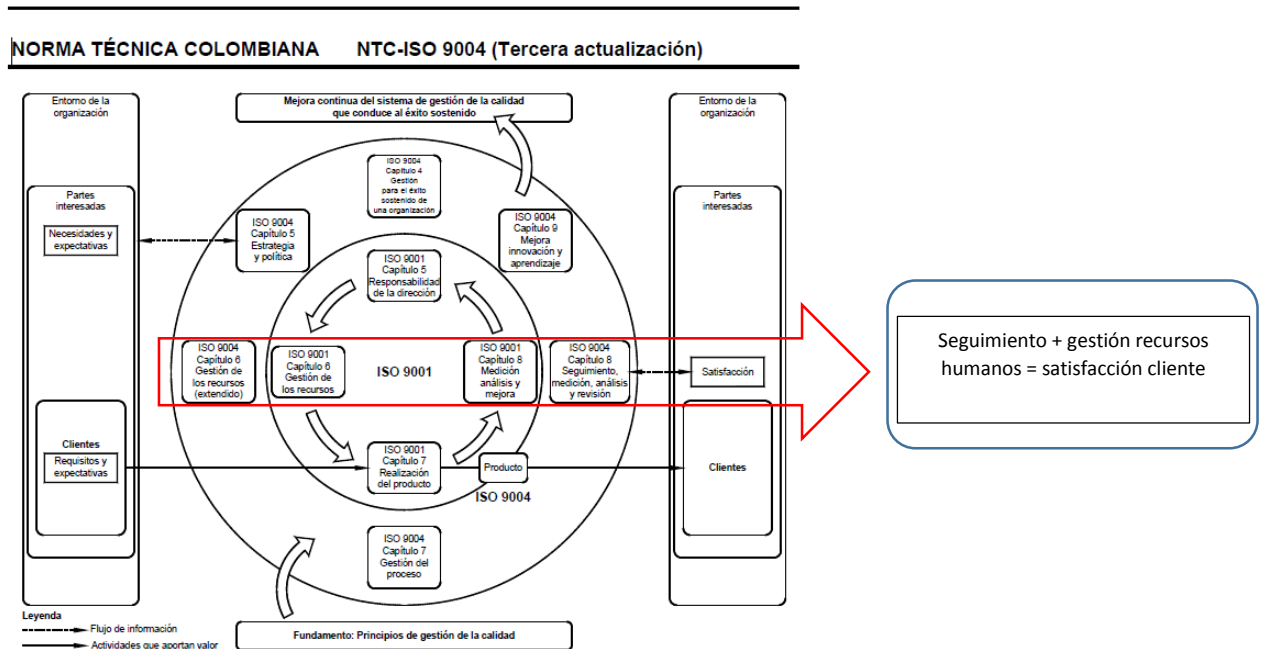 NORMA TÉCNICA COLOMBIANA NTC-ISO 9004 (Tercera actualización)
Entorno de la
organización
Mejora continua del sistema de gestión de la calidad
que conduce al éxito sostenido
Entorno de la
organización
Partes
interesadas
Necesidades y
expectativas
ISO 9004
Capítulo 4
Gestión
para el éxito
sostenido de
una organización
ISO 9004
Capítulo 5
Estrategia
y política
ISO 9004
Capítulo 9
Mejora
innovación y
aprendizaje
Partes
interesadas
ISO 9001
Capítulo 5
Responsabilidad
de la dirección
ISO 9004
Capítulo 6
Gestión de
los recursos
(extendido)
ISO 9001
Capítulo 6
Gestión de
los recursos
ISO 9001
ISO 9001
Capítulo 8
Medición
análisis y
mejora
ISO 9004
Capítulo 8
Seguimiento,
medición, análisis
y revisión
Satisfacción
Seguimiento + gestión recursos
humanos = satisfacción cliente
Clientes
Requisitos y
expectativas
ISO 9001
Capítulo 7
Realización
del producto
Producto
ISO 9004
Clientes
ISO 9004
Capítulo 7
Gestión del
proceso
Leyenda
Flujo de información
Actividades que aportan valor
Fundamento: Principios de gestión de la calidad